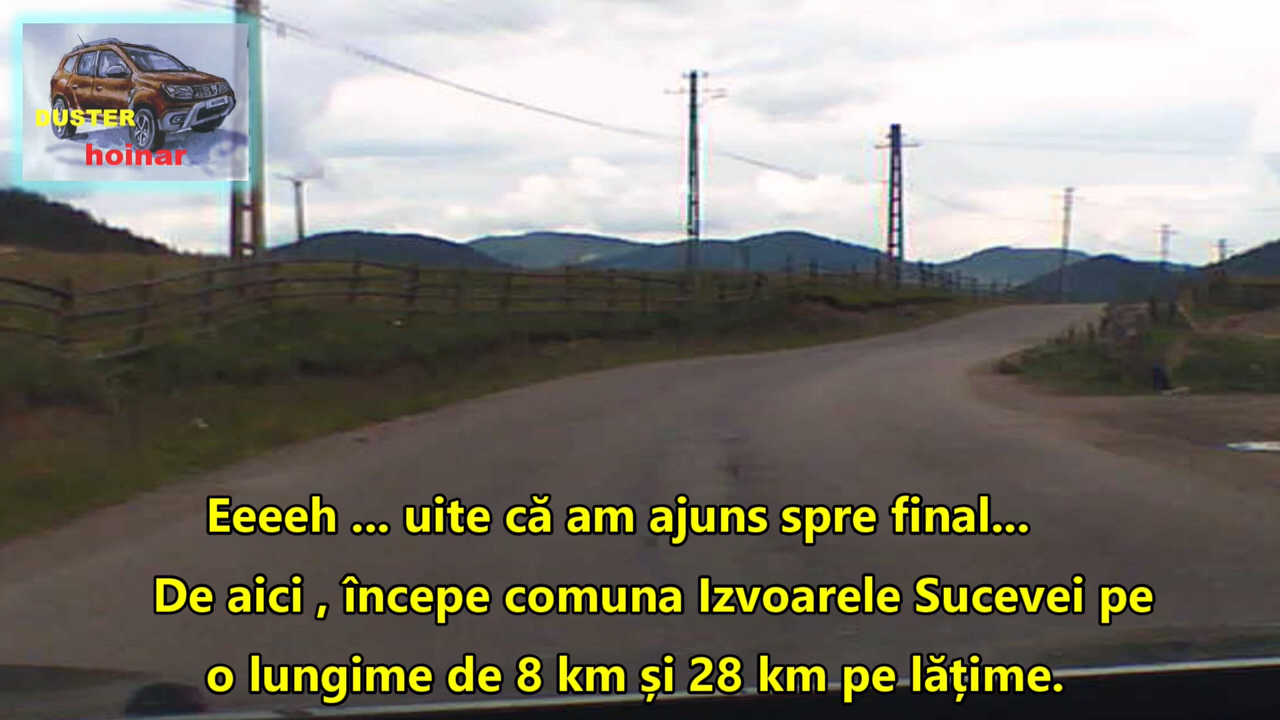 DUSTER
hoinar
Eeeeh ... uite că am ajuns spre final...
De aici , începe comuna Izvoarele Sucevei pe
o lungime de 8 km și 28 km pe lățime.